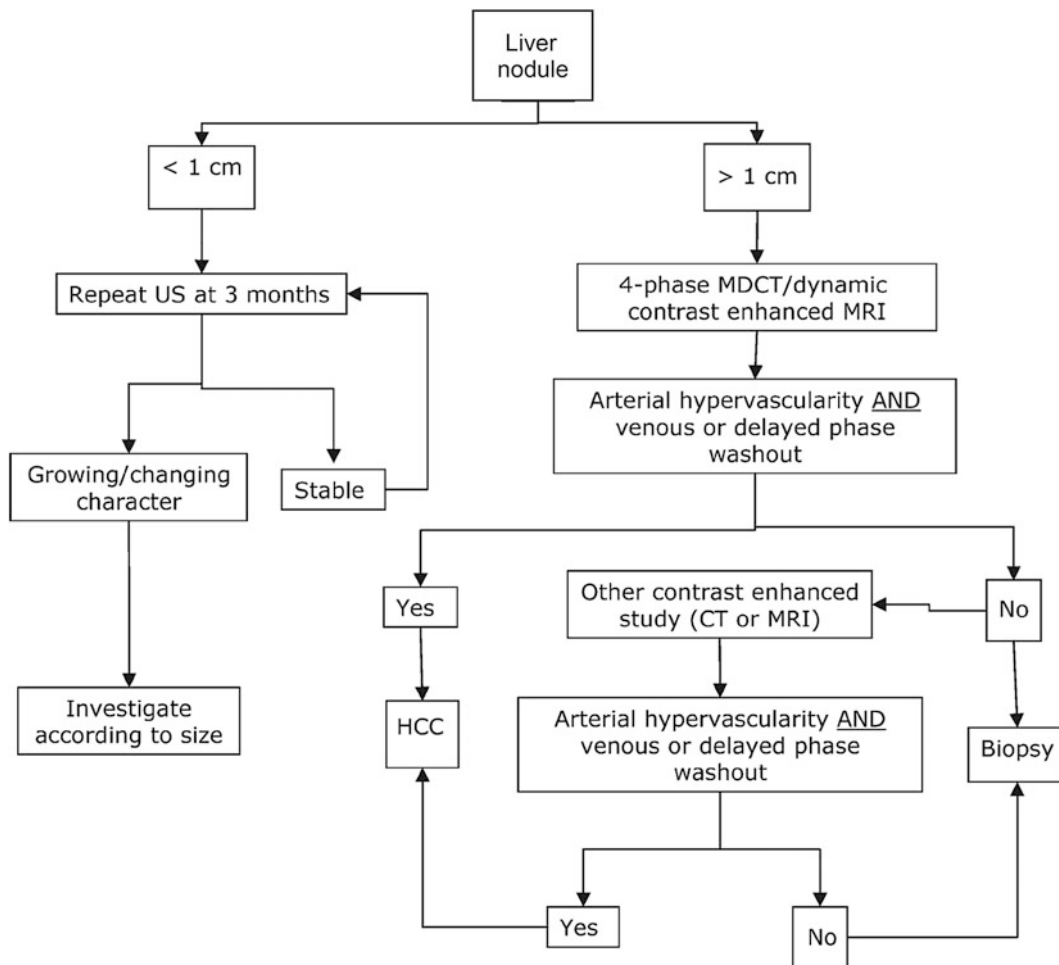 Liver
nodule
< 1 cm
> 1 cm
Repeat US at 3 months
4-phase MDCT/dynamic
contrast enhanced MRI
Arterial hypervascularity AND
venous or delayed phase
washout
Growing/changing
character
Stable
Yes
Other contrast enhanced
study (CT or MRI)
No
Investigate
according to size
HCC
Arterial hypervascularity AND
venous or delayed phase
washout
Biopsy
Yes
No